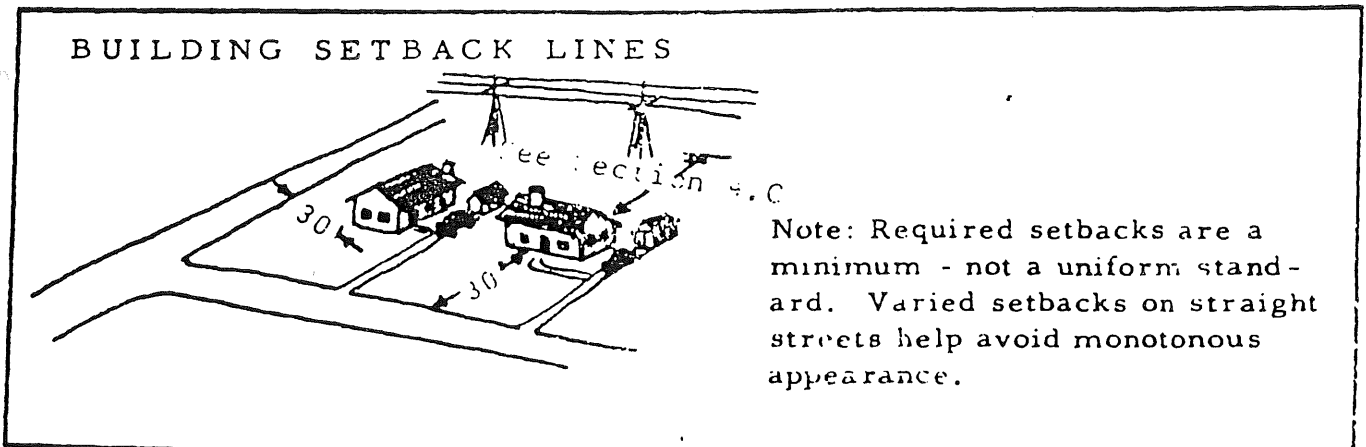 BUILDING SETBACK LINES
30
30
Note: Required setbacks are a
minimum - not a uniform stand-
ard. Varied setbacks on straight
streets help avoid monotonous
appearance.